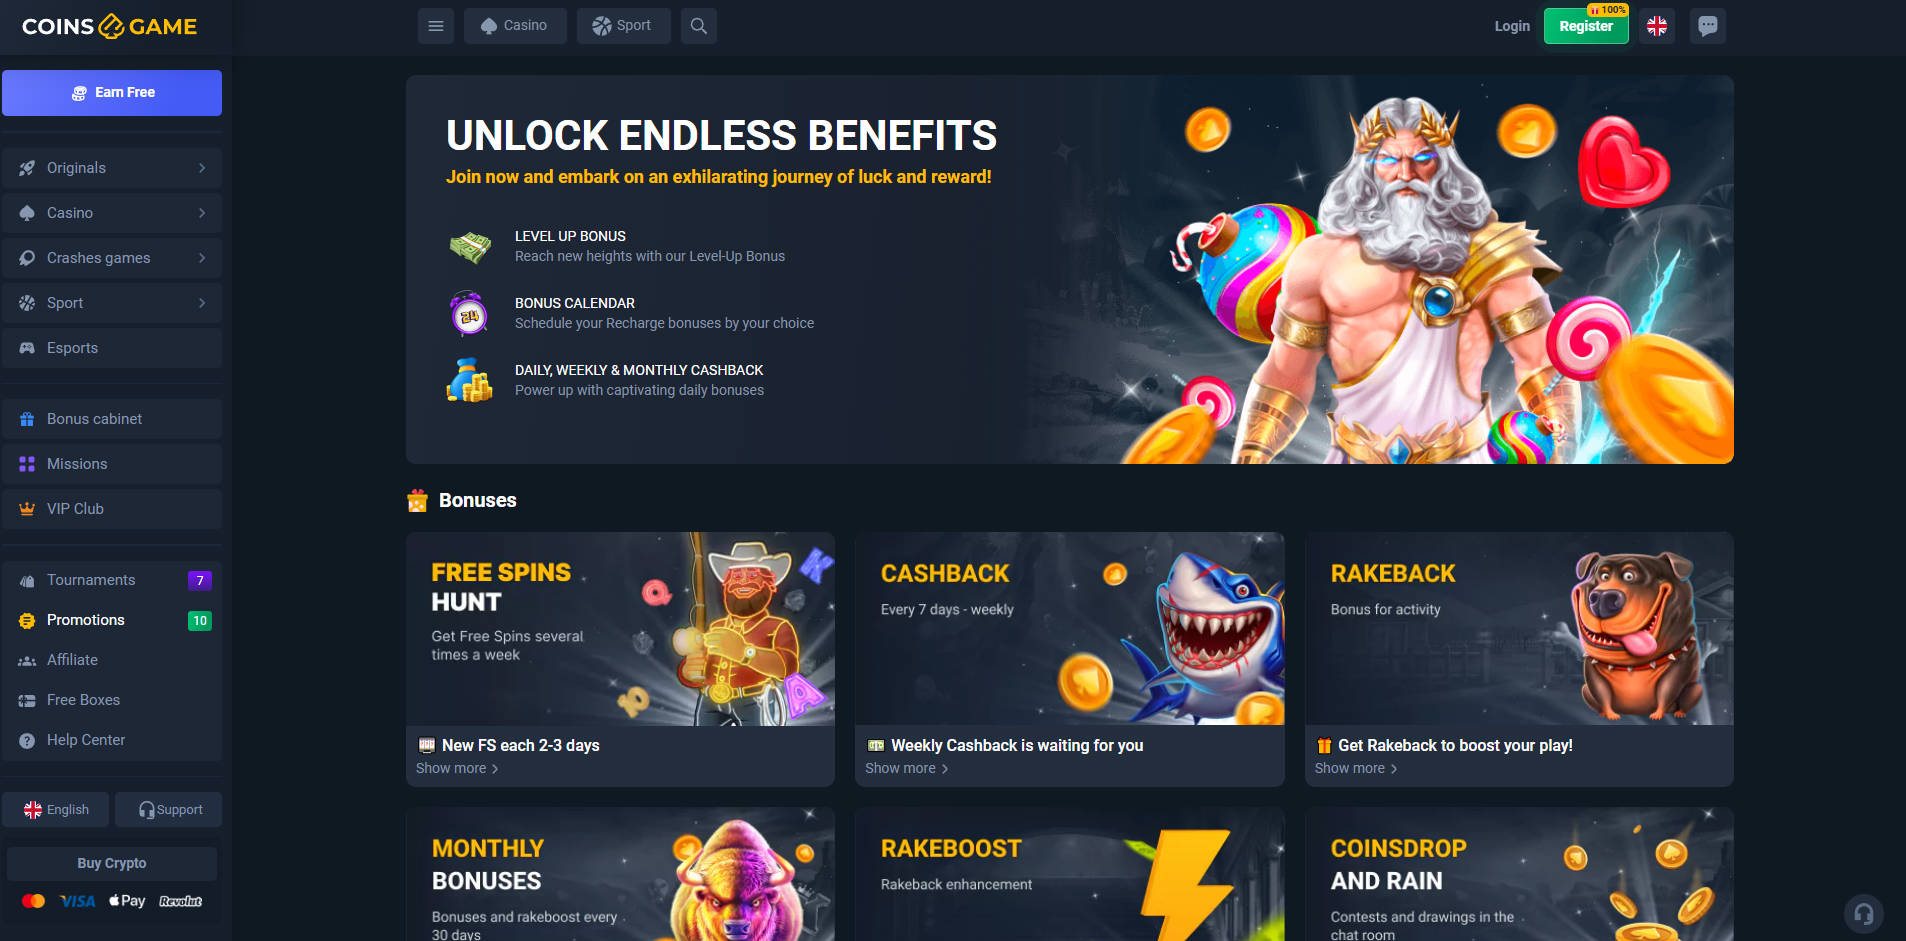 COINS GAME
Casino
Sport
Login
Register
100%
Earn Free
Originals
Casino
Crashes games
Sport
Esports
Bonus cabinet
Missions
VIP Club
Tournaments 7
Promotions 10
Affiliate
Free Boxes
Help Center
English
Support
Buy Crypto
VISA
Pay
Revolut
UNLOCK ENDLESS BENEFITS
Join now and embark on an exhilarating journey of luck and reward!
LEVEL UP BONUS
Reach new heights with our Level-Up Bonus
24
BONUS CALENDAR
Schedule your Recharge bonuses by your choice
DAILY, WEEKLY & MONTHLY CASHBACK
Power up with captivating daily bonuses
Bonuses
FREE SPINS
HUNT
Get Free Spins several
times a week
K
Q
A
New FS each 2-3 days
Show more
CASHBACK
Every 7 days - weekly
Weekly Cashback is waiting for you
Show more
RAKEBACK
Bonus for activity
Get Rakeback to boost your play!
Show more
MONTHLY
BONUSES
Bonuses and rakeboost every
30 days
RAKEBOOST
Rakeback enhancement
COINSDROP
AND RAIN
Contests and drawings in the
chat room